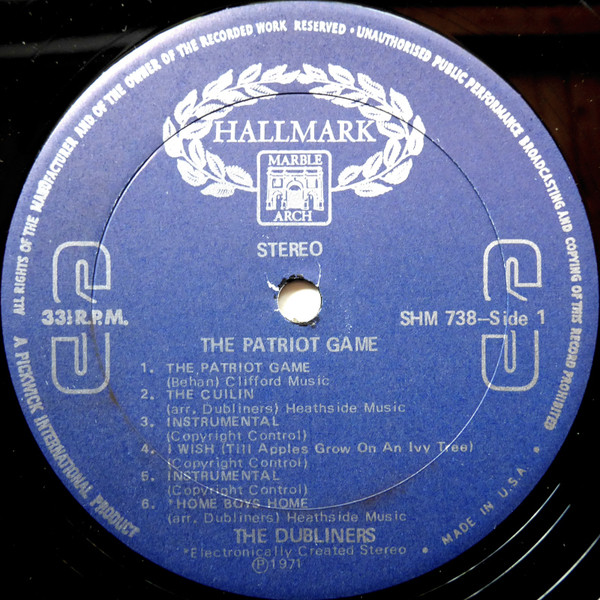 ALL RIGHTS OF THE MANUFACTURER AND OF THE OWNER OF THE RECORDED WORK RESERVED • UNAUTHORISED PUBLIC PERFORMANCE BROADCASTING AND COPYING OF THIS RECORD PROHIBITED
HALLMARK
MARBLE
ARCH
STEREO
33⅓ R.P.M.
SHM 738—Side 1
THE PATRIOT GAME
1. THE PATRIOT GAME
(Behan) Clifford Music
2. THE CUILIN
(arr. Dubliners) Heathside Music
3. INSTRUMENTAL
(Copyright Control)
4. I WISH (Till Apples Grow On An Ivy Tree)
(Copyright Control)
5. INSTRUMENTAL
(Copyright Control)
6. *HOME BOYS HOME
(arr. Dubliners) Heathside Music
THE DUBLINERS
*Electronically Created Stereo
℗1971
A PICKWICK INTERNATIONAL PRODUCT
• MADE IN U.S.A. •